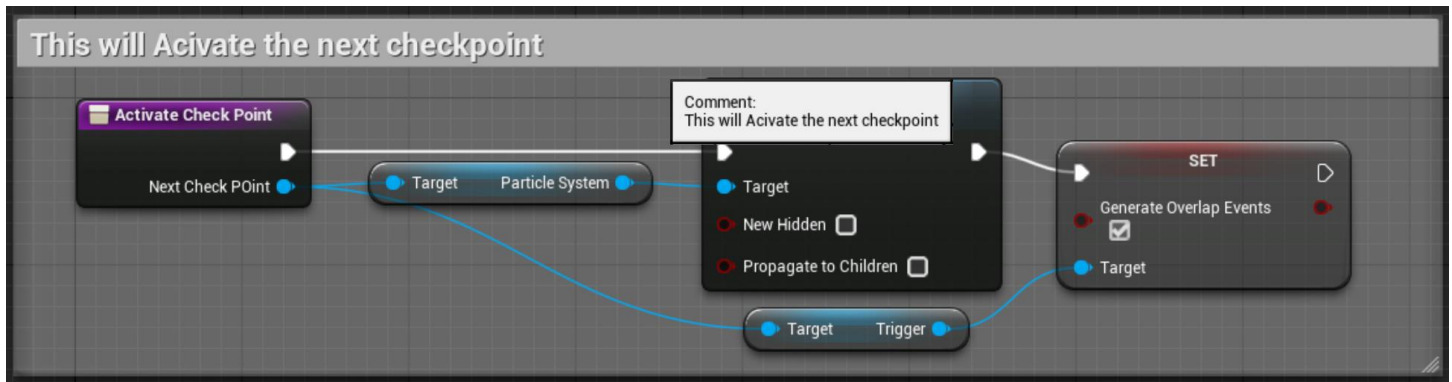 This will Acivate the next checkpoint
Activate Check Point
Next Check POint
Target Particle System
Comment:
This will Acivate the next checkpoint
Target
New Hidden
Propagate to Children
SET
Generate Overlap Events
Target
Target Trigger